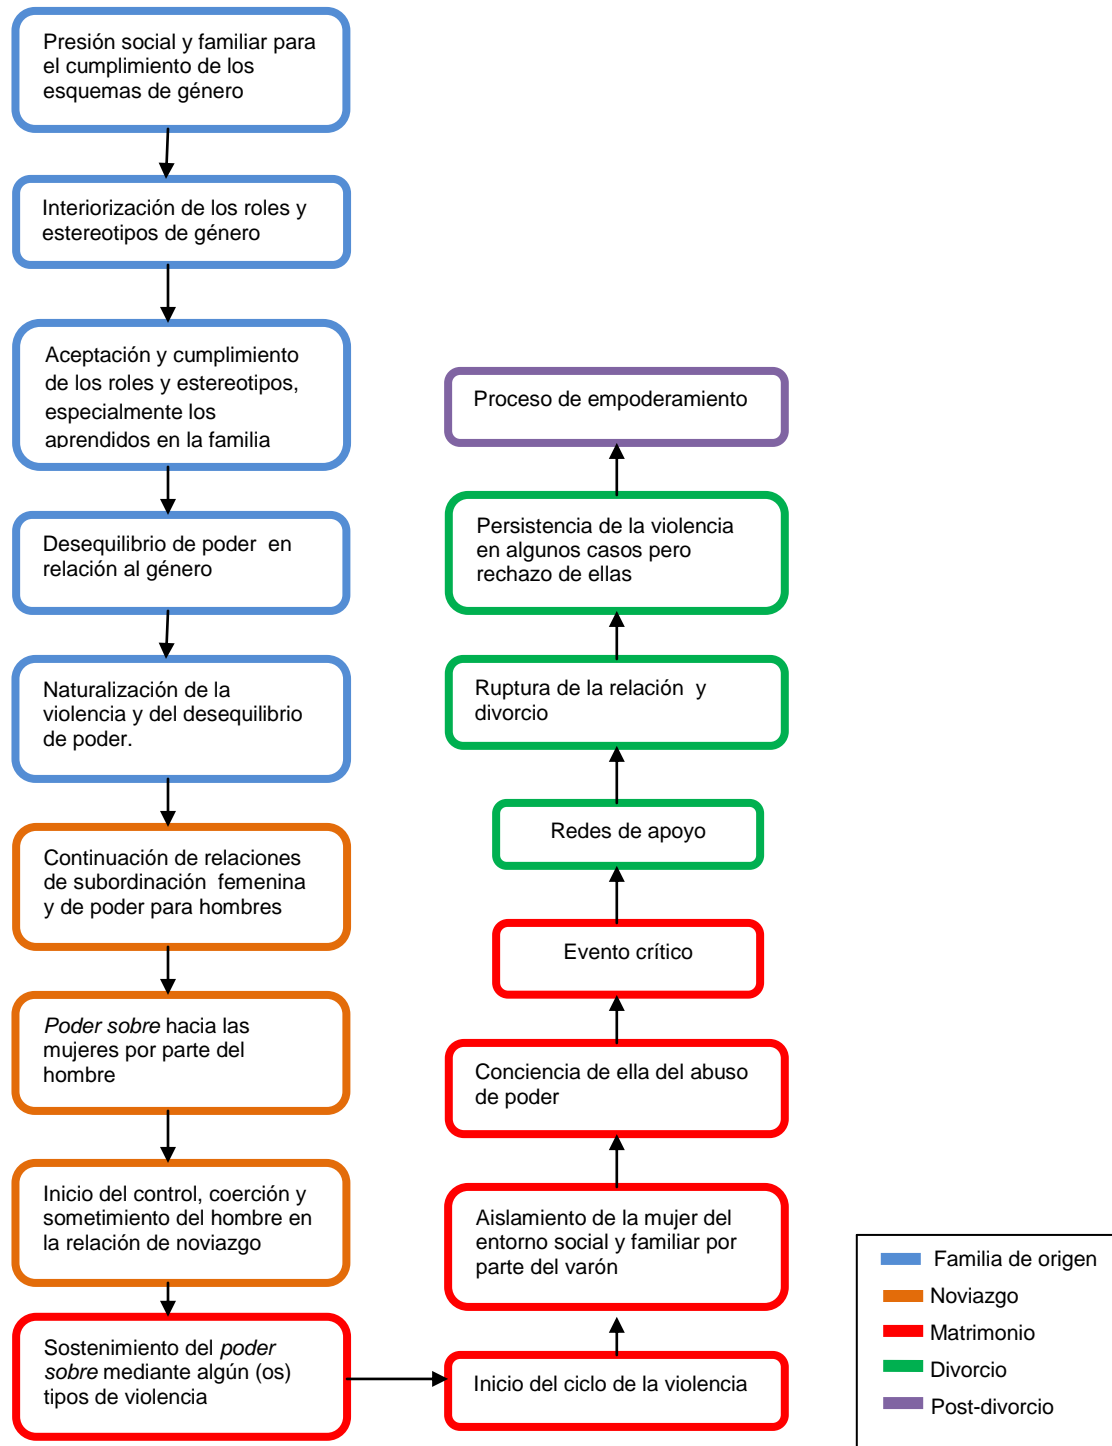 Presión social y familiar para
el cumplimiento de los
esquemas de género
Interiorización de los roles y
estereotipos de género
Aceptación y cumplimiento
de los roles y estereotipos,
especialmente los
aprendidos en la familia
Desequilibrio de poder en
relación al género
Naturalización de la
violencia y del desequilibrio
de poder.
Continuación de relaciones
de subordinación femenina
y de poder para hombres
Poder sobre hacia las
mujeres por parte del
hombre
Inicio del control, coerción y
sometimiento del hombre en
la relación de noviazgo
Sostenimiento del poder
sobre mediante algún (os)
tipos de violencia
Inicio del ciclo de la violencia
Aislamiento de la mujer del
entorno social y familiar por
parte del varón
Conciencia de ella del abuso
de poder
Evento crítico
Redes de apoyo
Ruptura de la relación y
divorcio
Persistencia de la violencia
en algunos casos pero
rechazo de ellas
Proceso de empoderamiento
Familia de origen
Noviazgo
Matrimonio
Divorcio
Post-divorcio